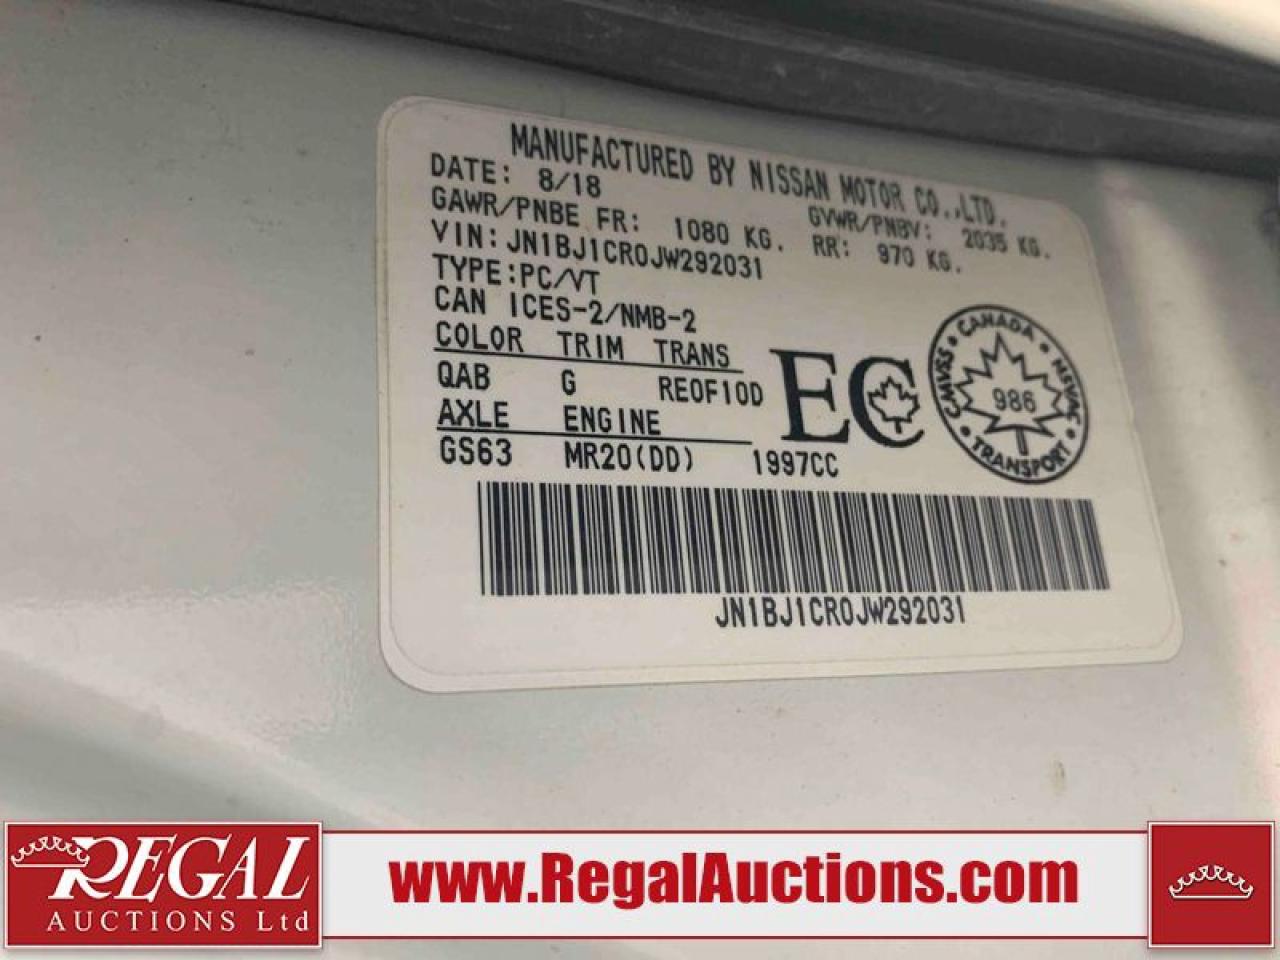 MANUFACTURED BY NISSAN MOTOR CO.,LTD.
DATE: 8/18 GVWR/PNBV: 2035 KG.
GAWR/PNBE FR: 1080 KG. RR: 970 KG.
VIN: JN1BJ1CR0JW292031
TYPE:PC/VT
CAN ICES-2/NMB-2
COLOR TRIM TRANS
QAB G RE0F10D
AXLE ENGINE
GS63 MR20(DD) 1997CC
EC
CANADA
CMVSS • NSVAC
986
TRANSPORT
JN1BJ1CR0JW292031
REGAL
AUCTIONS Ltd
www.RegalAuctions.com